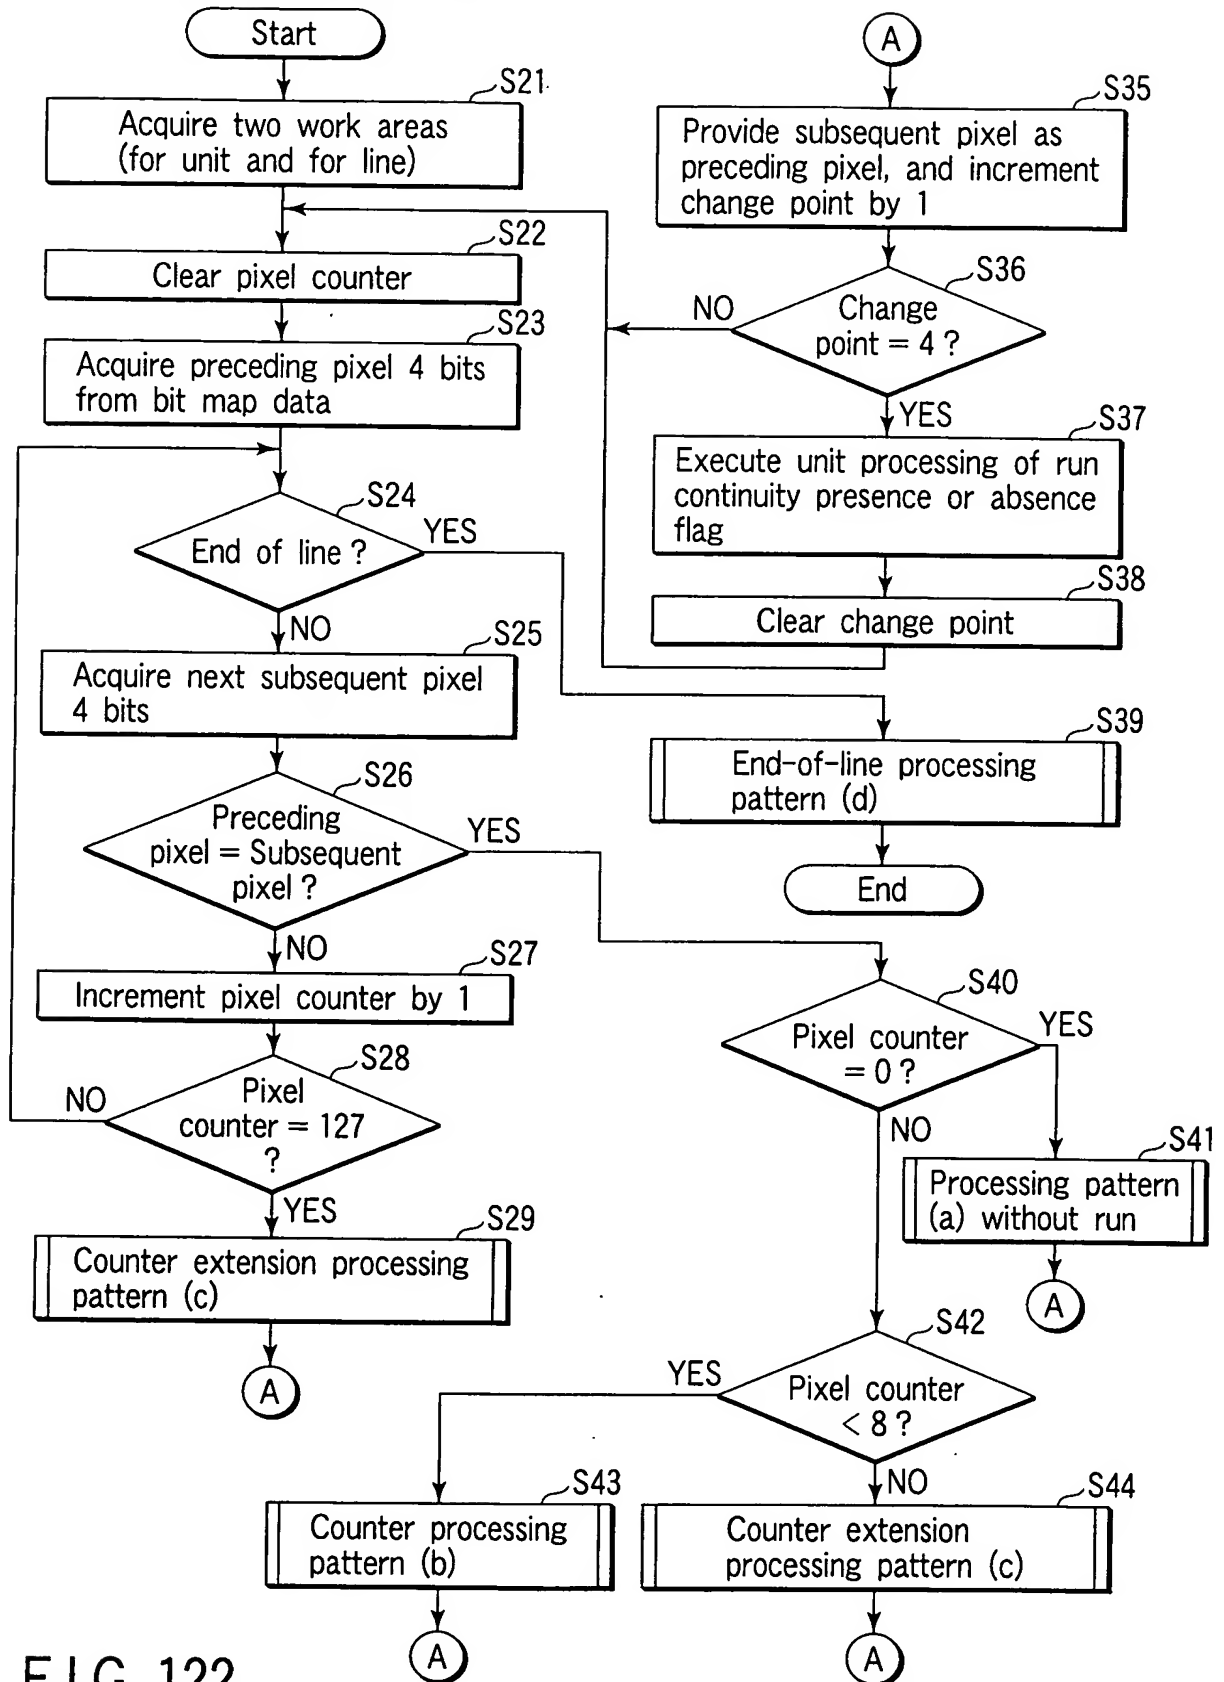 Start
S21
Acquire two work areas
(for unit and for line)
S22
Clear pixel counter
S23
Acquire preceding pixel 4 bits
from bit map data
S24
End of line ?
YES
NO
S25
Acquire next subsequent pixel
4 bits
S26
Preceding
pixel = Subsequent
pixel ?
YES
NO
S27
Increment pixel counter by 1
S28
Pixel
counter = 127
?
NO
YES
S29
Counter extension processing
pattern (c)
A
A
S35
Provide subsequent pixel as
preceding pixel, and increment
change point by 1
S36
Change
point = 4 ?
NO
YES
S37
Execute unit processing of run
continuity presence or absence
flag
S38
Clear change point
S39
End-of-line processing
pattern (d)
End
S40
Pixel counter
= 0 ?
YES
NO
S41
Processing pattern
(a) without run
A
S42
Pixel counter
< 8 ?
YES
NO
S43
Counter processing
pattern (b)
A
S44
Counter extension
processing pattern (c)
A
FIG. 122